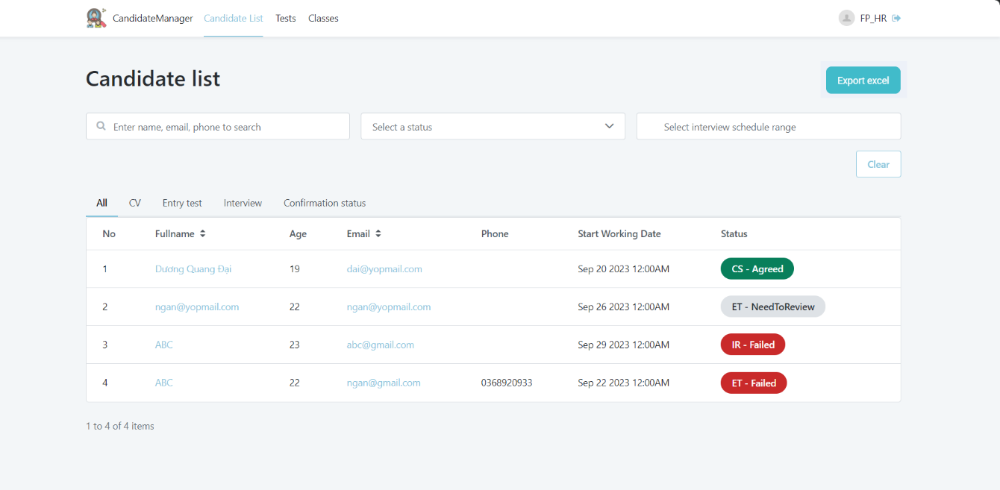 CandidateManager Candidate List Tests Classes FP_HR
Candidate list Export excel
Enter name, email, phone to search Select a status Select interview schedule range
Clear
All CV Entry test Interview Confirmation status
No Fullname Age Email Phone Start Working Date Status
1 Dương Quang Đại 19 dai@yopmail.com Sep 20 2023 12:00AM CS - Agreed
2 ngan@yopmail.com 22 ngan@yopmail.com Sep 26 2023 12:00AM ET - NeedToReview
3 ABC 23 abc@gmail.com Sep 29 2023 12:00AM IR - Failed
4 ABC 22 ngan@gmail.com 0368920933 Sep 22 2023 12:00AM ET - Failed
1 to 4 of 4 items